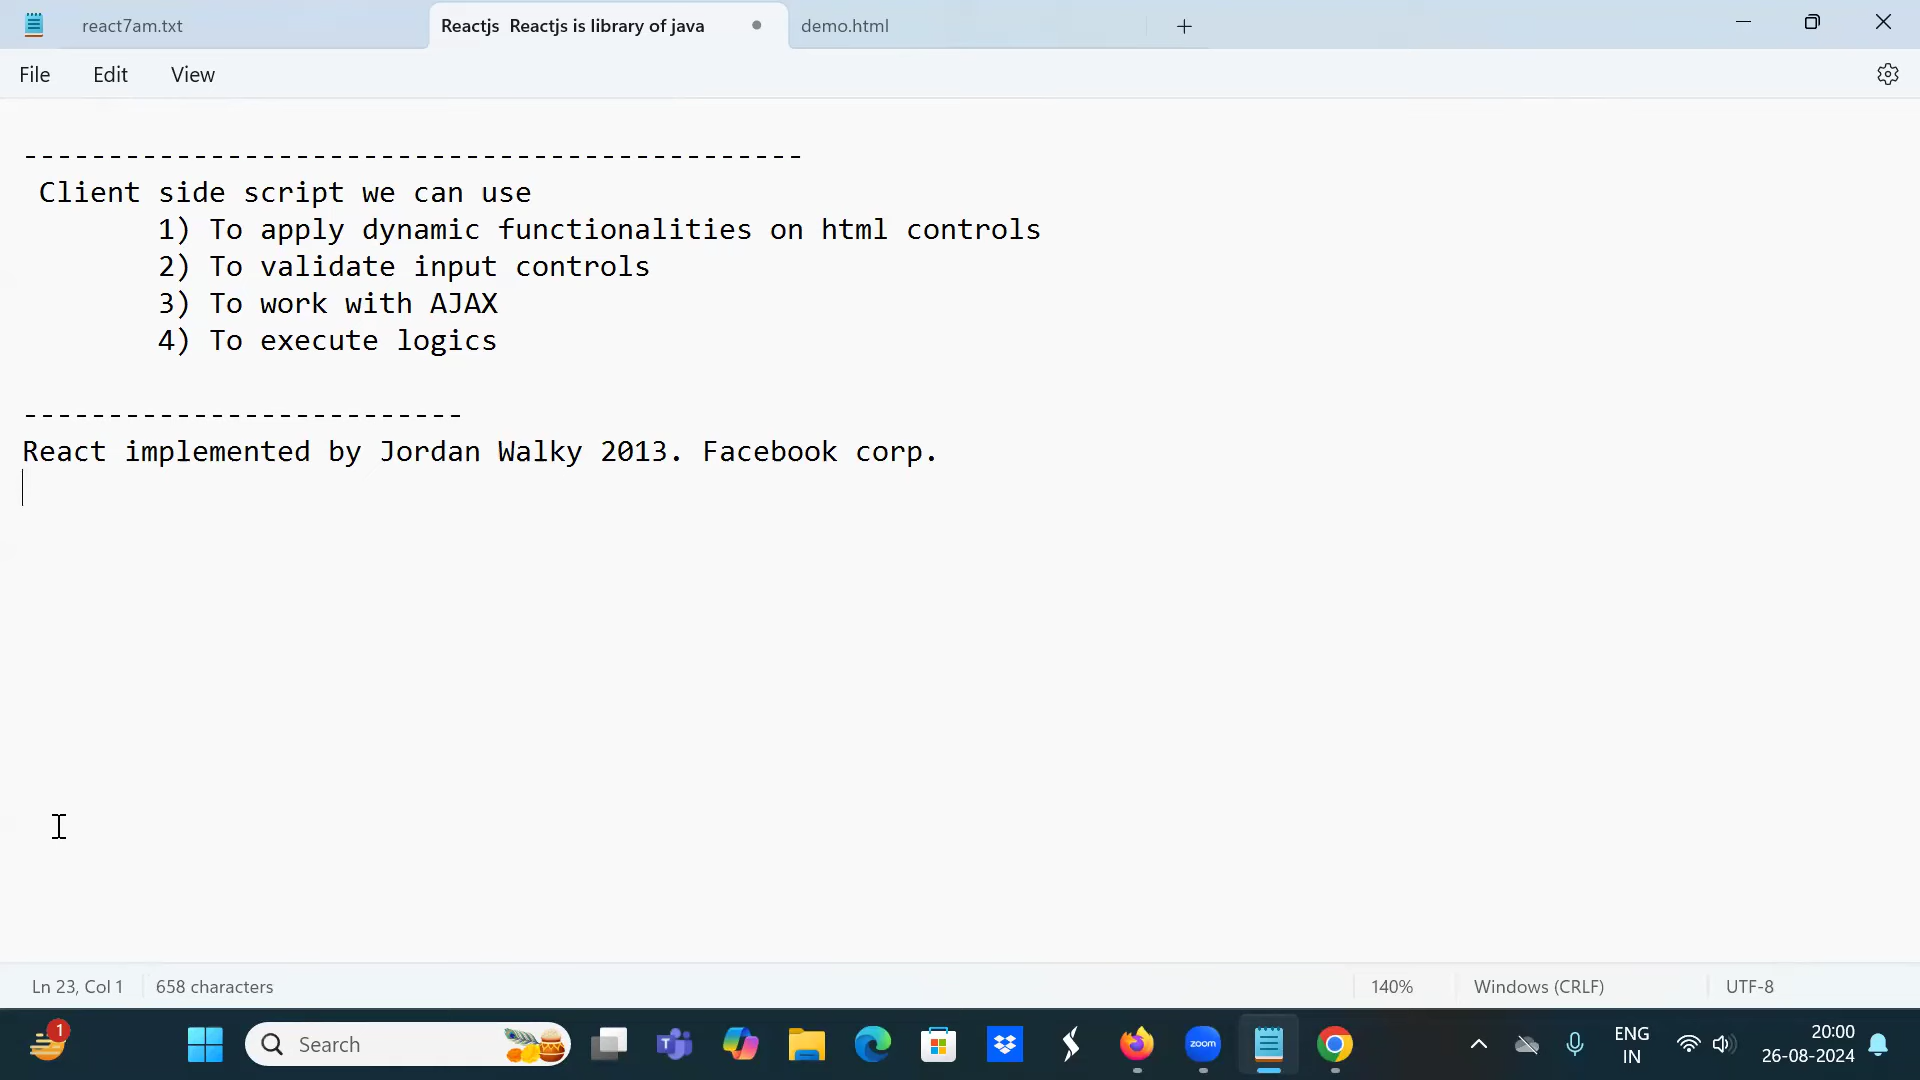 react7am.txt
Reactjs  Reactjs is library of java
demo.html
File Edit View
----------------------------------------------
Client side script we can use
1) To apply dynamic functionalities on html controls
2) To validate input controls
3) To work with AJAX
4) To execute logics
--------------------------
React implemented by Jordan Walky 2013. Facebook corp.
Ln 23, Col 1 658 characters 140% Windows (CRLF) UTF-8
1
Search
zoom
ENG
IN
20:00
26-08-2024